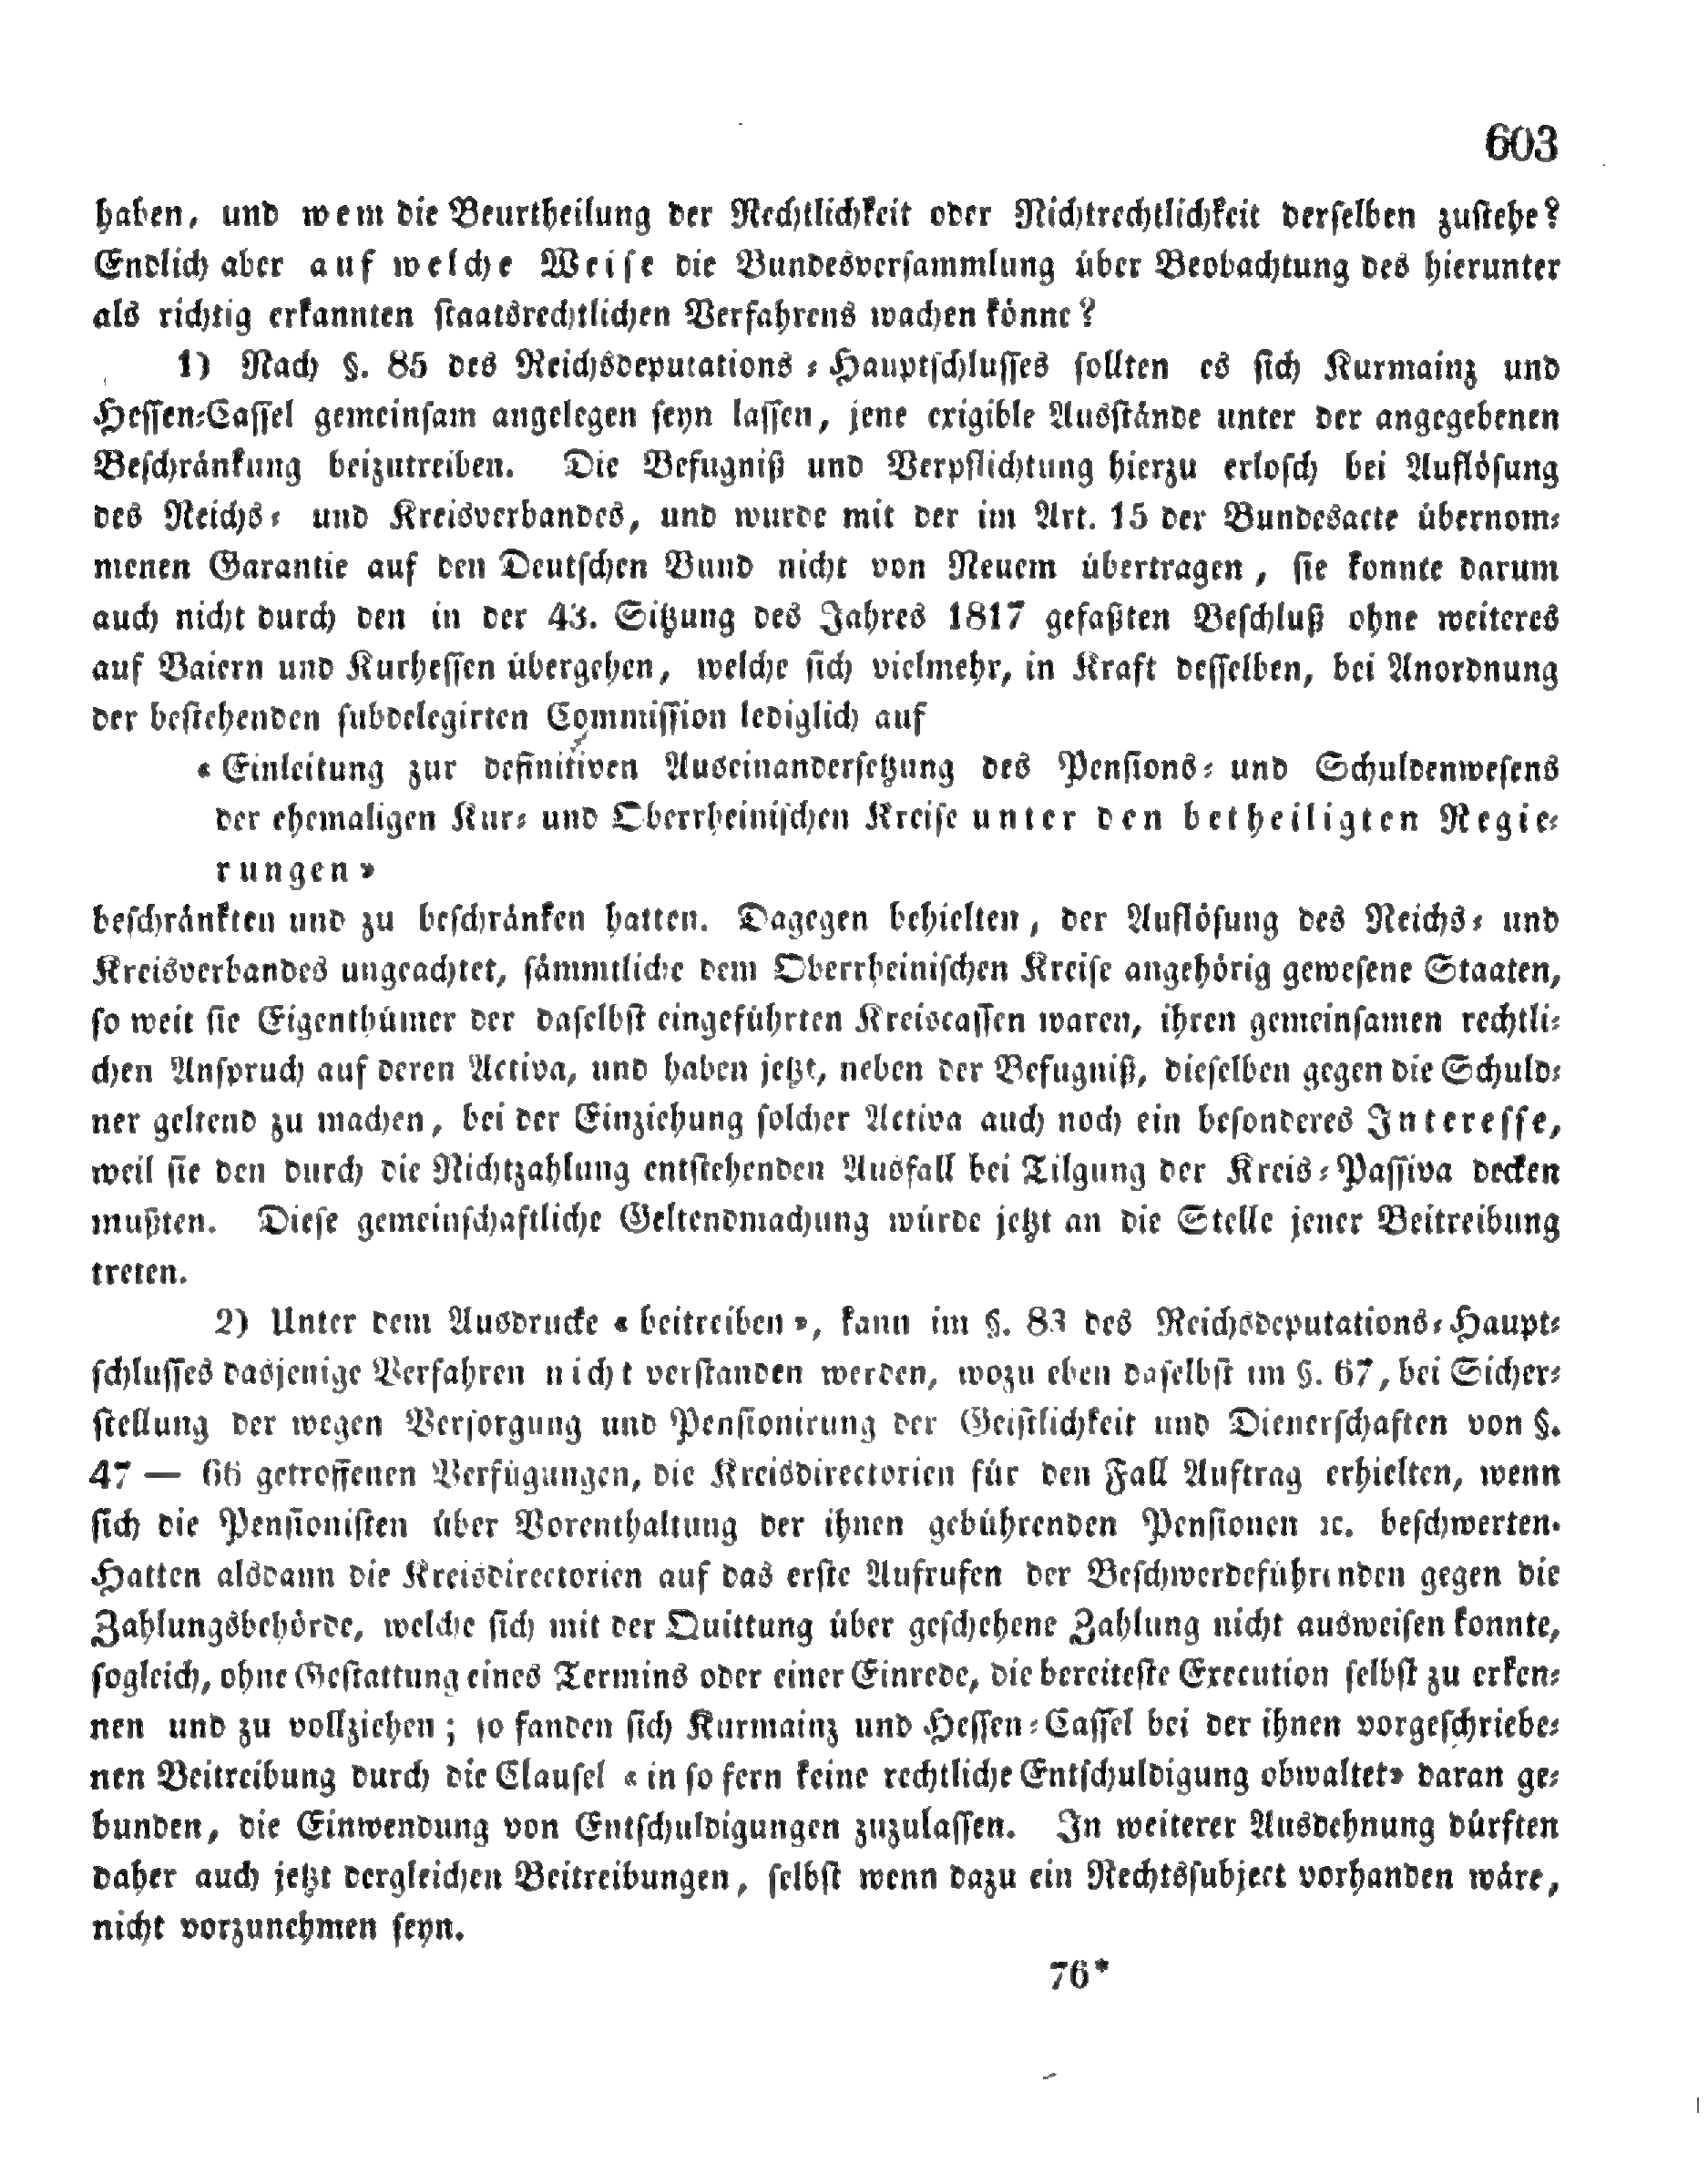 603
haben, und wem die Beurtheilung der Rechtlichkeit oder Nichtrechtlichkeit derselben zustehe?
Endlich aber auf welche Weise die Bundesversammlung über Beobachtung des hierunter
als richtig erkannten staatsrechtlichen Verfahrens wachen könne?
1) Nach §. 85 des Reichsdeputations-Hauptschlusses sollten es sich Kurmainz und
Hessen-Cassel gemeinsam angelegen seyn lassen, jene exigible Ausstände unter der angegebenen
Beschränkung beizutreiben. Die Befugniß und Verpflichtung hierzu erlosch bei Auflösung
des Reichs- und Kreisverbandes, und wurde mit der im Art. 15 der Bundesacte übernom-
menen Garantie auf den Deutschen Bund nicht von Neuem übertragen, sie konnte darum
auch nicht durch den in der 43. Sitzung des Jahres 1817 gefaßten Beschluß ohne weiteres
auf Baiern und Kurhessen übergehen, welche sich vielmehr, in Kraft desselben, bei Anordnung
der bestehenden subdelegirten Commission lediglich auf
« Einleitung zur definitiven Auseinandersetzung des Pensions- und Schuldenwesens
der ehemaligen Kur- und Oberrheinischen Kreise unter den betheiligten Regie-
rungen »
beschränkten und zu beschränken hatten. Dagegen behielten, der Auflösung des Reichs- und
Kreisverbandes ungeachtet, sämmtliche dem Oberrheinischen Kreise angehörig gewesene Staaten,
so weit sie Eigenthümer der daselbst eingeführten Kreiscassen waren, ihren gemeinsamen rechtli-
chen Anspruch auf deren Activa, und haben jetzt, neben der Befugniß, dieselben gegen die Schuld-
ner geltend zu machen, bei der Einziehung solcher Activa auch noch ein besonderes Interesse,
weil sie den durch die Nichtzahlung entstehenden Ausfall bei Tilgung der Kreis-Passiva decken
mußten. Diese gemeinschaftliche Geltendmachung würde jetzt an die Stelle jener Beitreibung
treten.
2) Unter dem Ausdrucke « beitreiben », kann im §. 83 des Reichsdeputations-Haupt-
schlusses dasjenige Verfahren nicht verstanden werden, wozu eben daselbst im §. 67, bei Sicher-
stellung der wegen Versorgung und Pensionirung der Geistlichkeit und Dienerschaften von §.
47 — 66 getroffenen Verfügungen, die Kreisdirectorien für den Fall Auftrag erhielten, wenn
sich die Pensionisten über Vorenthaltung der ihnen gebührenden Pensionen ꝛc. beschwerten.
Hatten alsdann die Kreisdirectorien auf das erste Aufrufen der Beschwerdeführenden gegen die
Zahlungsbehörde, welche sich mit der Quittung über geschehene Zahlung nicht ausweisen konnte,
sogleich, ohne Gestattung eines Termins oder einer Einrede, die bereiteste Execution selbst zu erken-
nen und zu vollziehen; so fanden sich Kurmainz und Hessen-Cassel bei der ihnen vorgeschriebe-
nen Beitreibung durch die Clausel « in so fern keine rechtliche Entschuldigung obwaltet» daran ge-
bunden, die Einwendung von Entschuldigungen zuzulassen. In weiterer Ausdehnung dürften
daher auch jetzt dergleichen Beitreibungen, selbst wenn dazu ein Rechtssubject vorhanden wäre,
nicht vorzunehmen seyn.
76*